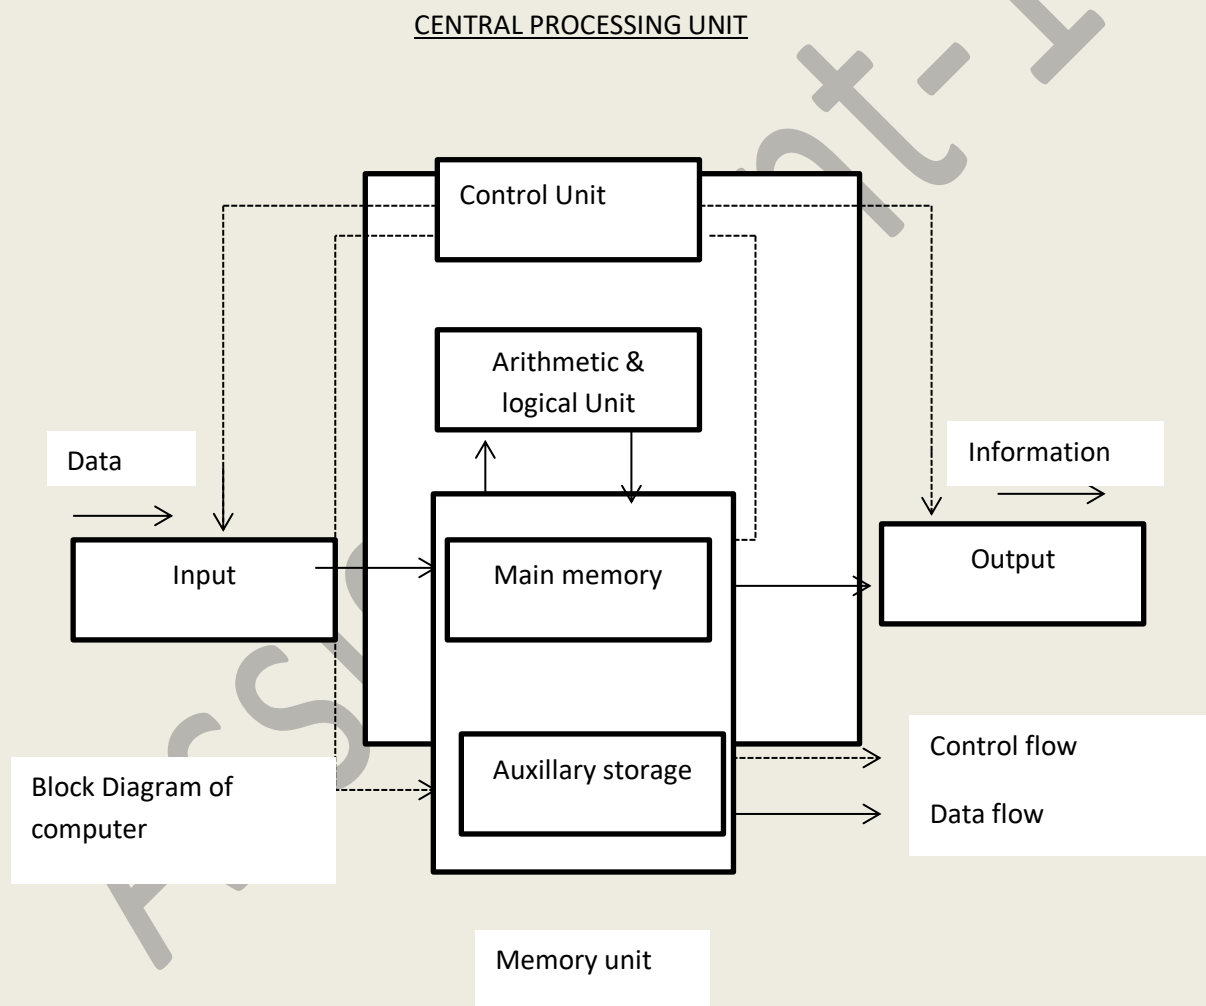 CENTRAL PROCESSING UNIT
Control Unit
Arithmetic &
logical Unit
Data
Information
Input
Main memory
Output
Auxillary storage
Control flow
Data flow
Block Diagram of
computer
Memory unit